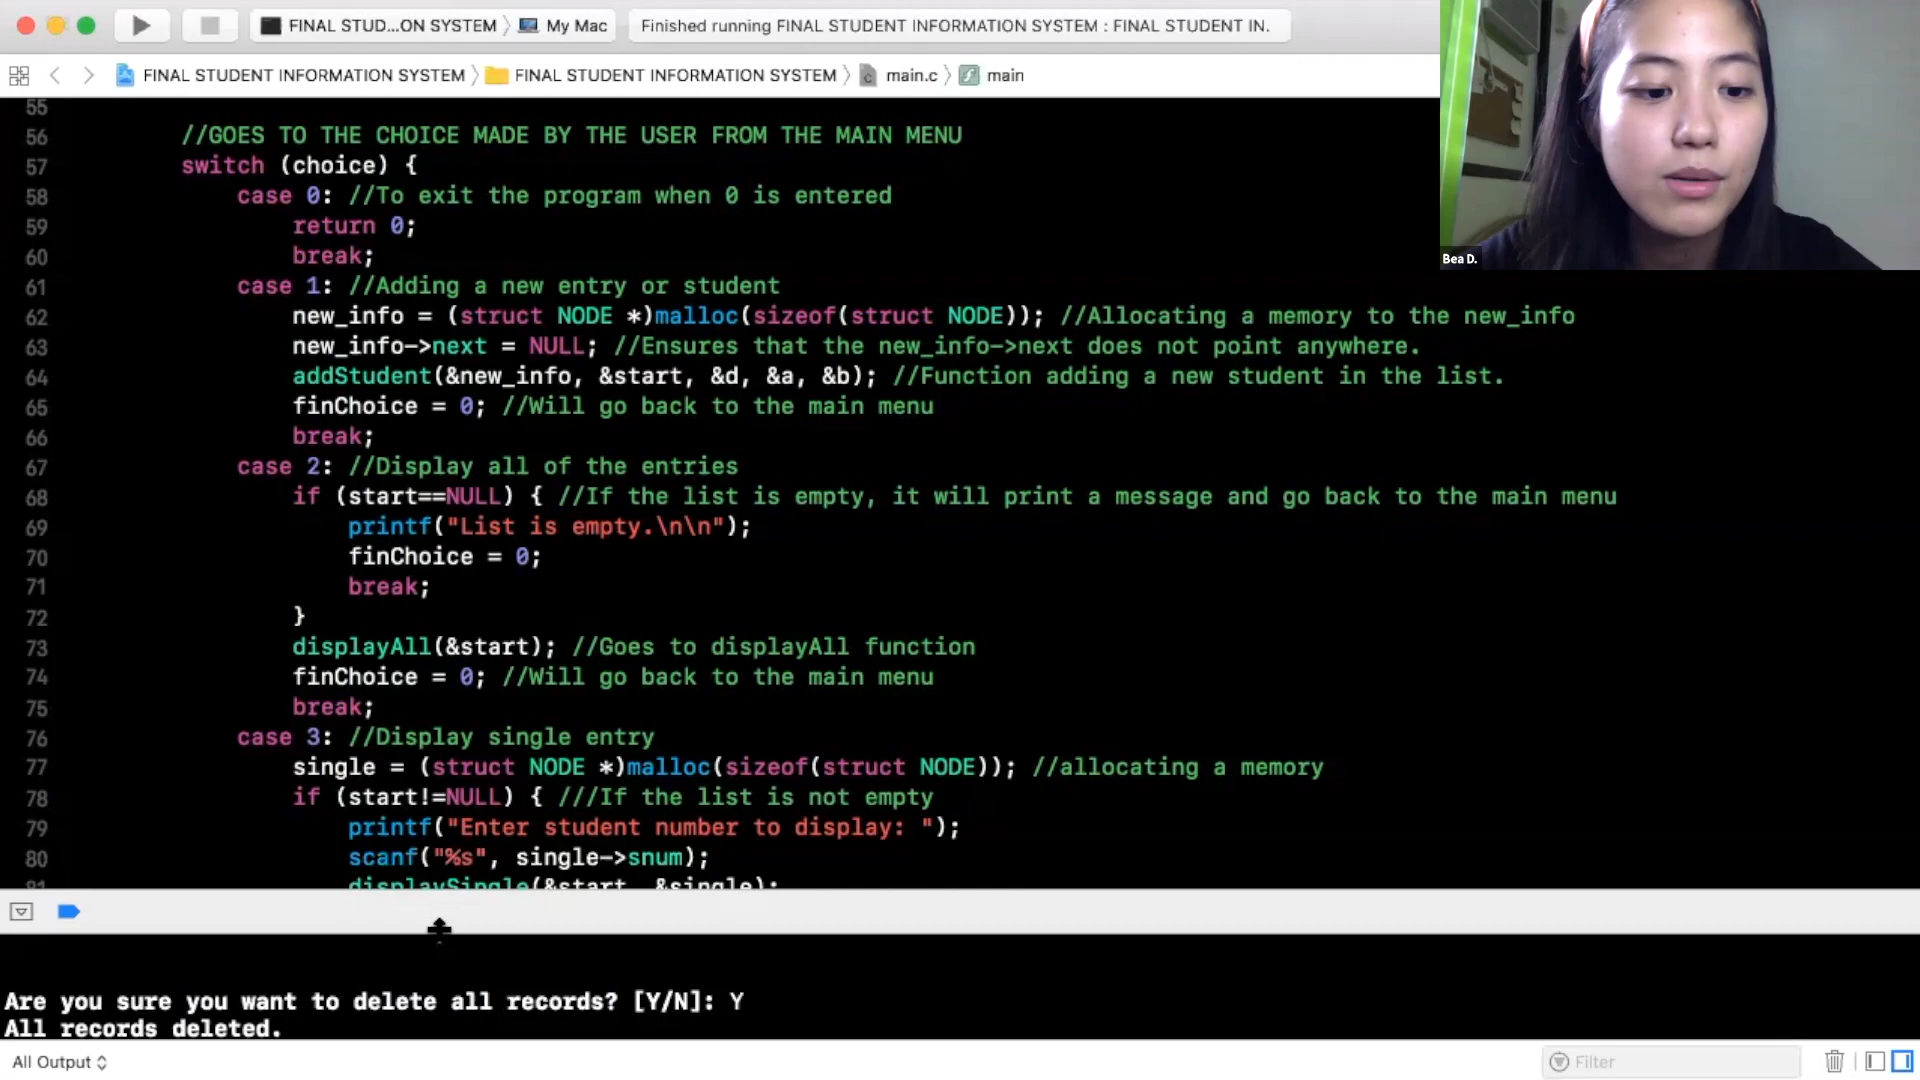 FINAL STUD...ON SYSTEM 〉 My Mac
Finished running FINAL STUDENT INFORMATION SYSTEM : FINAL STUDENT IN.
FINAL STUDENT INFORMATION SYSTEM 〉 FINAL STUDENT INFORMATION SYSTEM 〉 main.c 〉 main
Bea D.
55
56 //GOES TO THE CHOICE MADE BY THE USER FROM THE MAIN MENU
57 switch (choice) {
58 case 0: //To exit the program when 0 is entered
59 return 0;
60 break;
61 case 1: //Adding a new entry or student
62 new_info = (struct NODE *)malloc(sizeof(struct NODE)); //Allocating a memory to the new_info
63 new_info->next = NULL; //Ensures that the new_info->next does not point anywhere.
64 addStudent(&new_info, &start, &d, &a, &b); //Function adding a new student in the list.
65 finChoice = 0; //Will go back to the main menu
66 break;
67 case 2: //Display all of the entries
68 if (start==NULL) { //If the list is empty, it will print a message and go back to the main menu
69 printf("List is empty.\n\n");
70 finChoice = 0;
71 break;
72 }
73 displayAll(&start); //Goes to displayAll function
74 finChoice = 0; //Will go back to the main menu
75 break;
76 case 3: //Display single entry
77 single = (struct NODE *)malloc(sizeof(struct NODE)); //allocating a memory
78 if (start!=NULL) { ///If the list is not empty
79 printf("Enter student number to display: ");
80 scanf("%s", single->snum);
81 displaySingle(&start, &single);
Are you sure you want to delete all records? [Y/N]: Y
All records deleted.
All Output
Filter